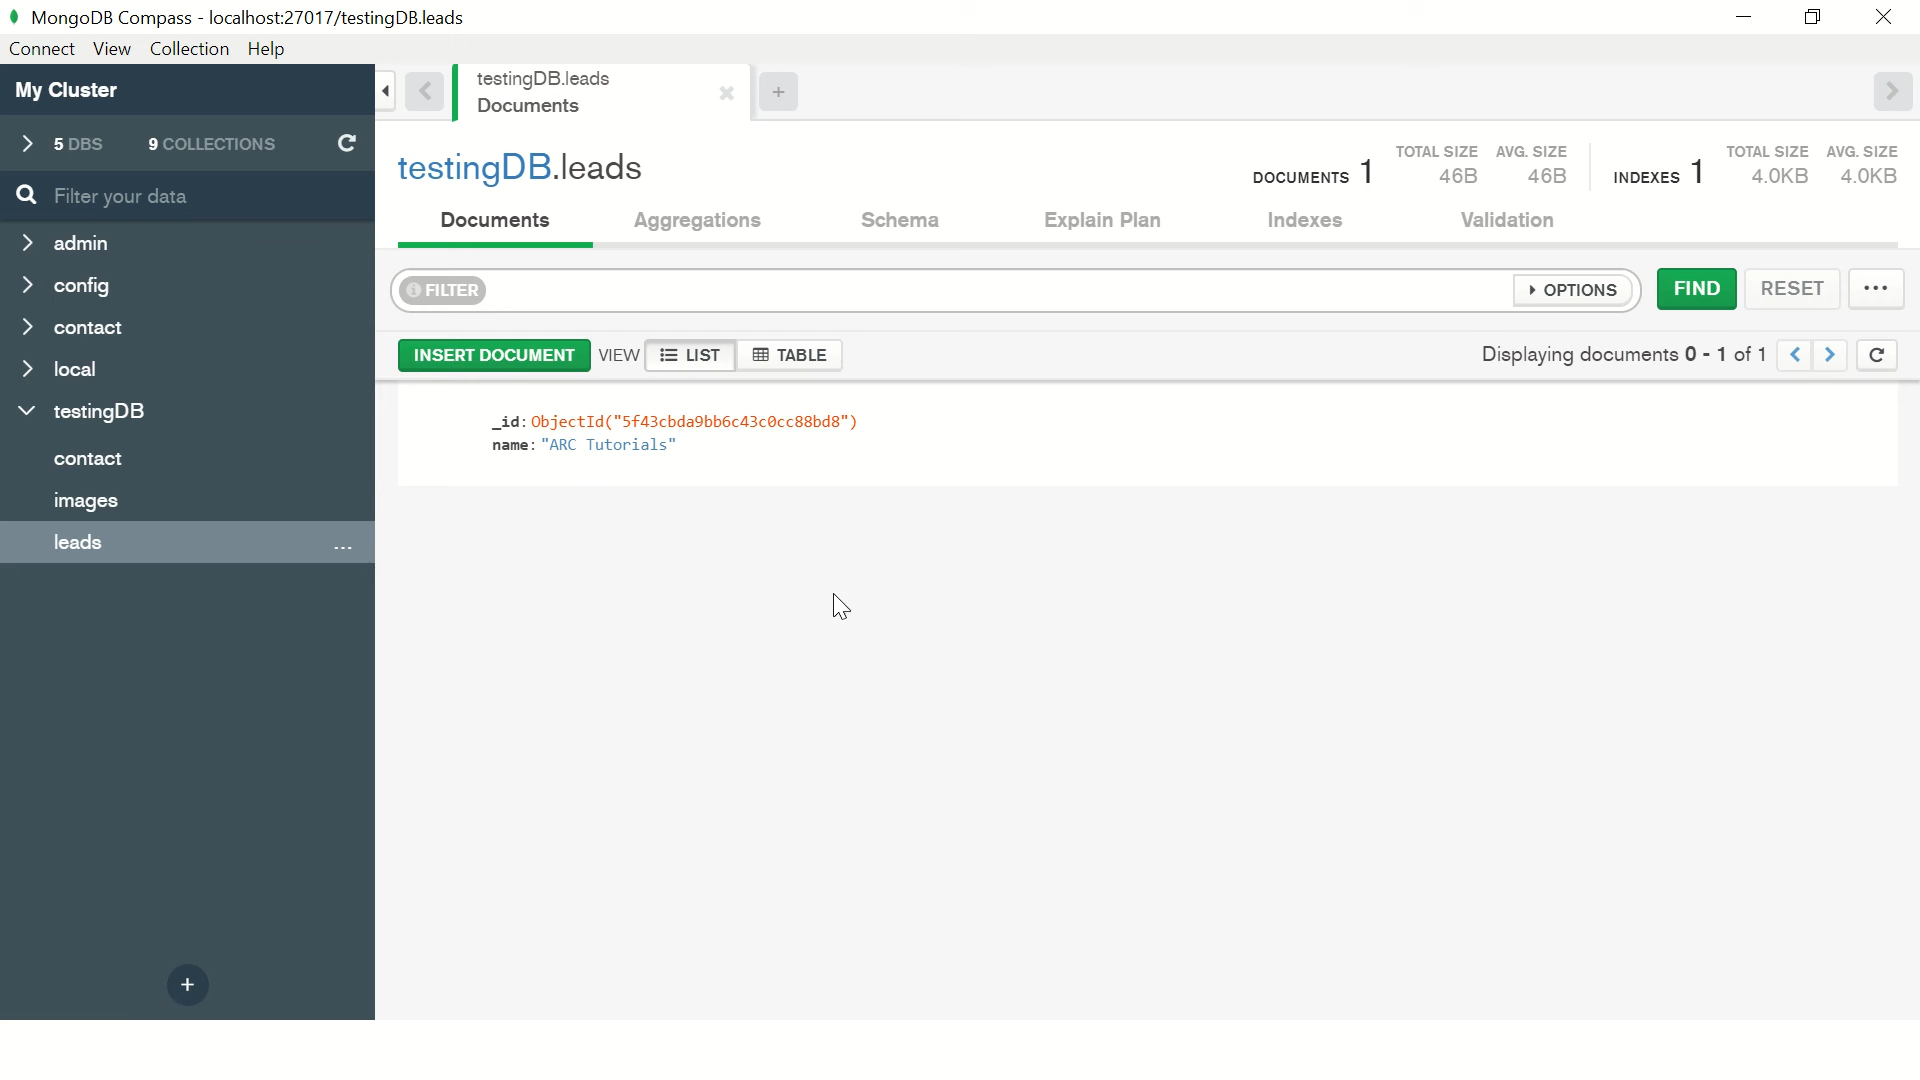 MongoDB Compass - localhost:27017/testingDB.leads
Connect View Collection Help
My Cluster
5 DBS 9 COLLECTIONS
Filter your data
admin
config
contact
local
testingDB
contact
images
leads ...
+
testingDB.leads
Documents
+
testingDB.leads
DOCUMENTS 1 TOTAL SIZE 46B AVG. SIZE 46B INDEXES 1 TOTAL SIZE 4.0KB AVG. SIZE 4.0KB
Documents Aggregations Schema Explain Plan Indexes Validation
FILTER OPTIONS FIND RESET ...
INSERT DOCUMENT VIEW LIST TABLE Displaying documents 0 - 1 of 1
_id: ObjectId("5f43cbda9bb6c43c0cc88bd8")
name: "ARC Tutorials"